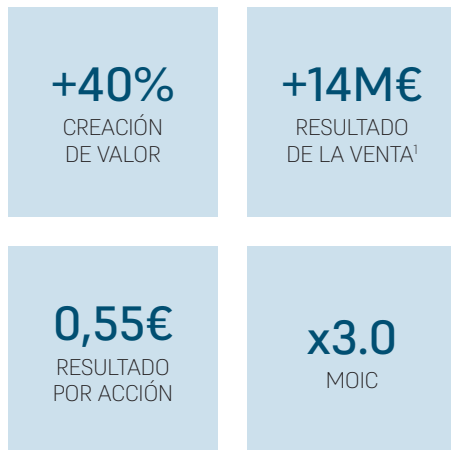 +40%
CREACIÓN
DE VALOR
+14M€
RESULTADO
DE LA VENTA¹
0,55€
RESULTADO
POR ACCIÓN
x3.0
MOIC